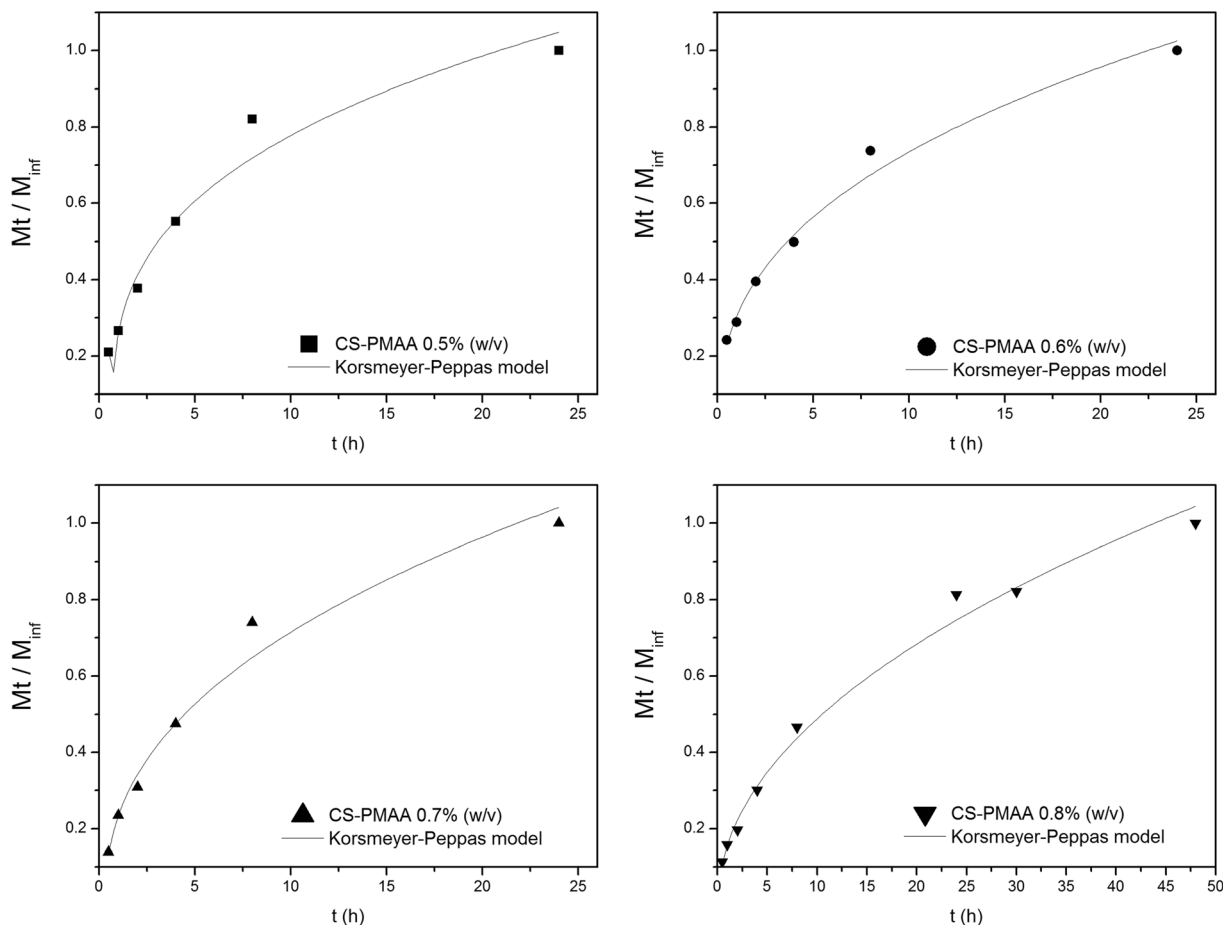 1.0
0.8
0.6
0.4
0.2
Mt / Minf
CS-PMAA 0.5% (w/v)
Korsmeyer-Peppas model
0 5 10 15 20 25
t (h)
1.0
0.8
0.6
0.4
0.2
Mt / Minf
CS-PMAA 0.6% (w/v)
Korsmeyer-Peppas model
0 5 10 15 20 25
t (h)
1.0
0.8
0.6
0.4
0.2
Mt / Minf
CS-PMAA 0.7% (w/v)
Korsmeyer-Peppas model
0 5 10 15 20 25
t (h)
1.0
0.8
0.6
0.4
0.2
Mt / Minf
CS-PMAA 0.8% (w/v)
Korsmeyer-Peppas model
0 5 10 15 20 25 30 35 40 45 50
t (h)